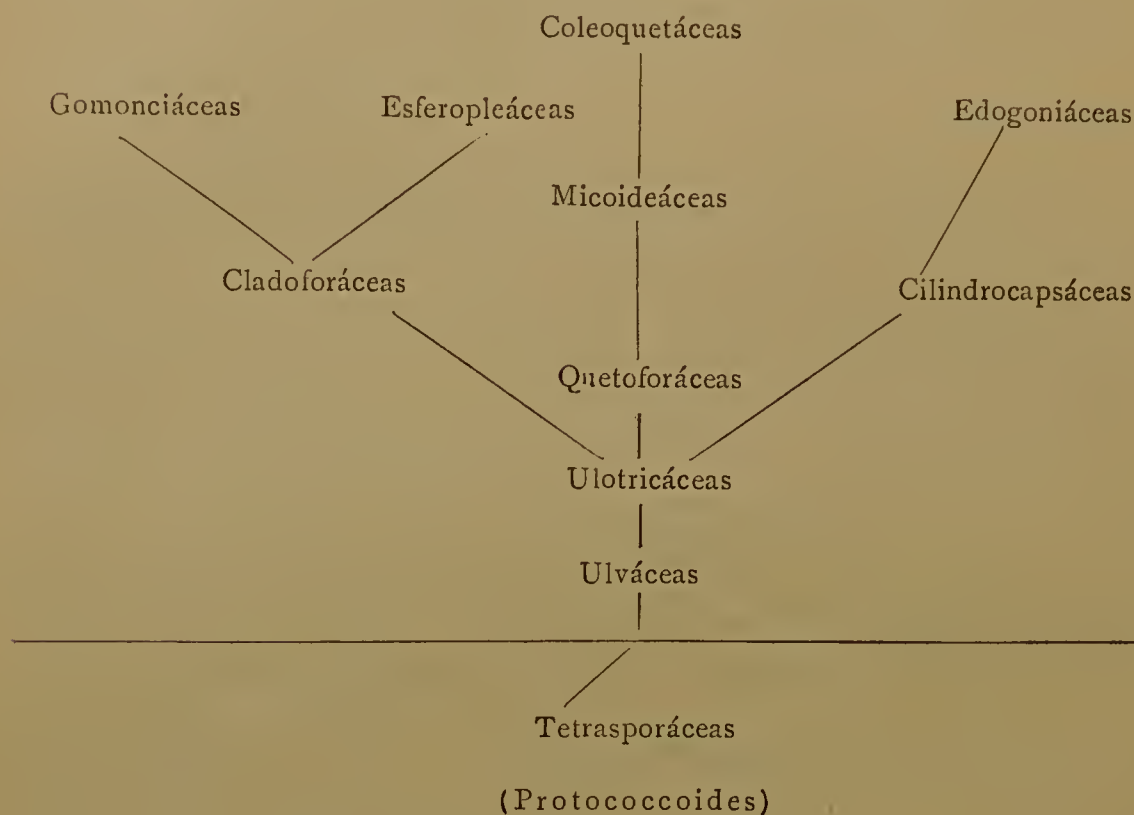 Coleoquetáceas
Gomonciáceas Esferopleáceas Edogoniáceas
Micoideáceas
Cladoforáceas Cilindrocapsáceas
Quetoforáceas
Ulotricáceas
Ulváceas
Tetrasporáceas
(Protococcoides)